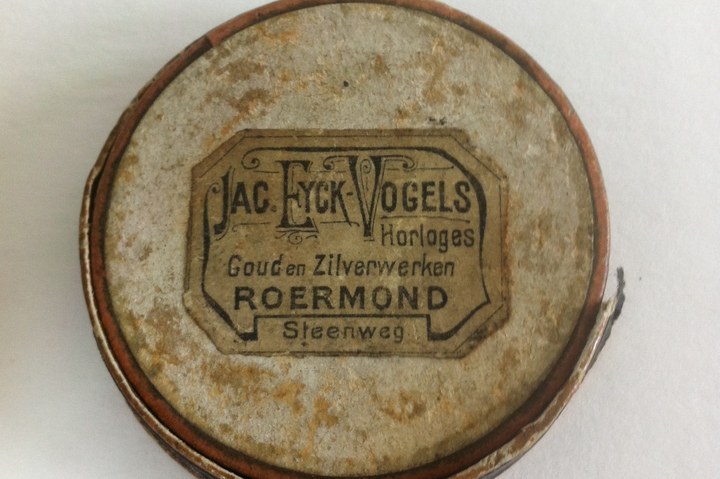 JAC. EYCK-VOGELS
Horloges
Goud en Zilverwerken
ROERMOND
Steenweg